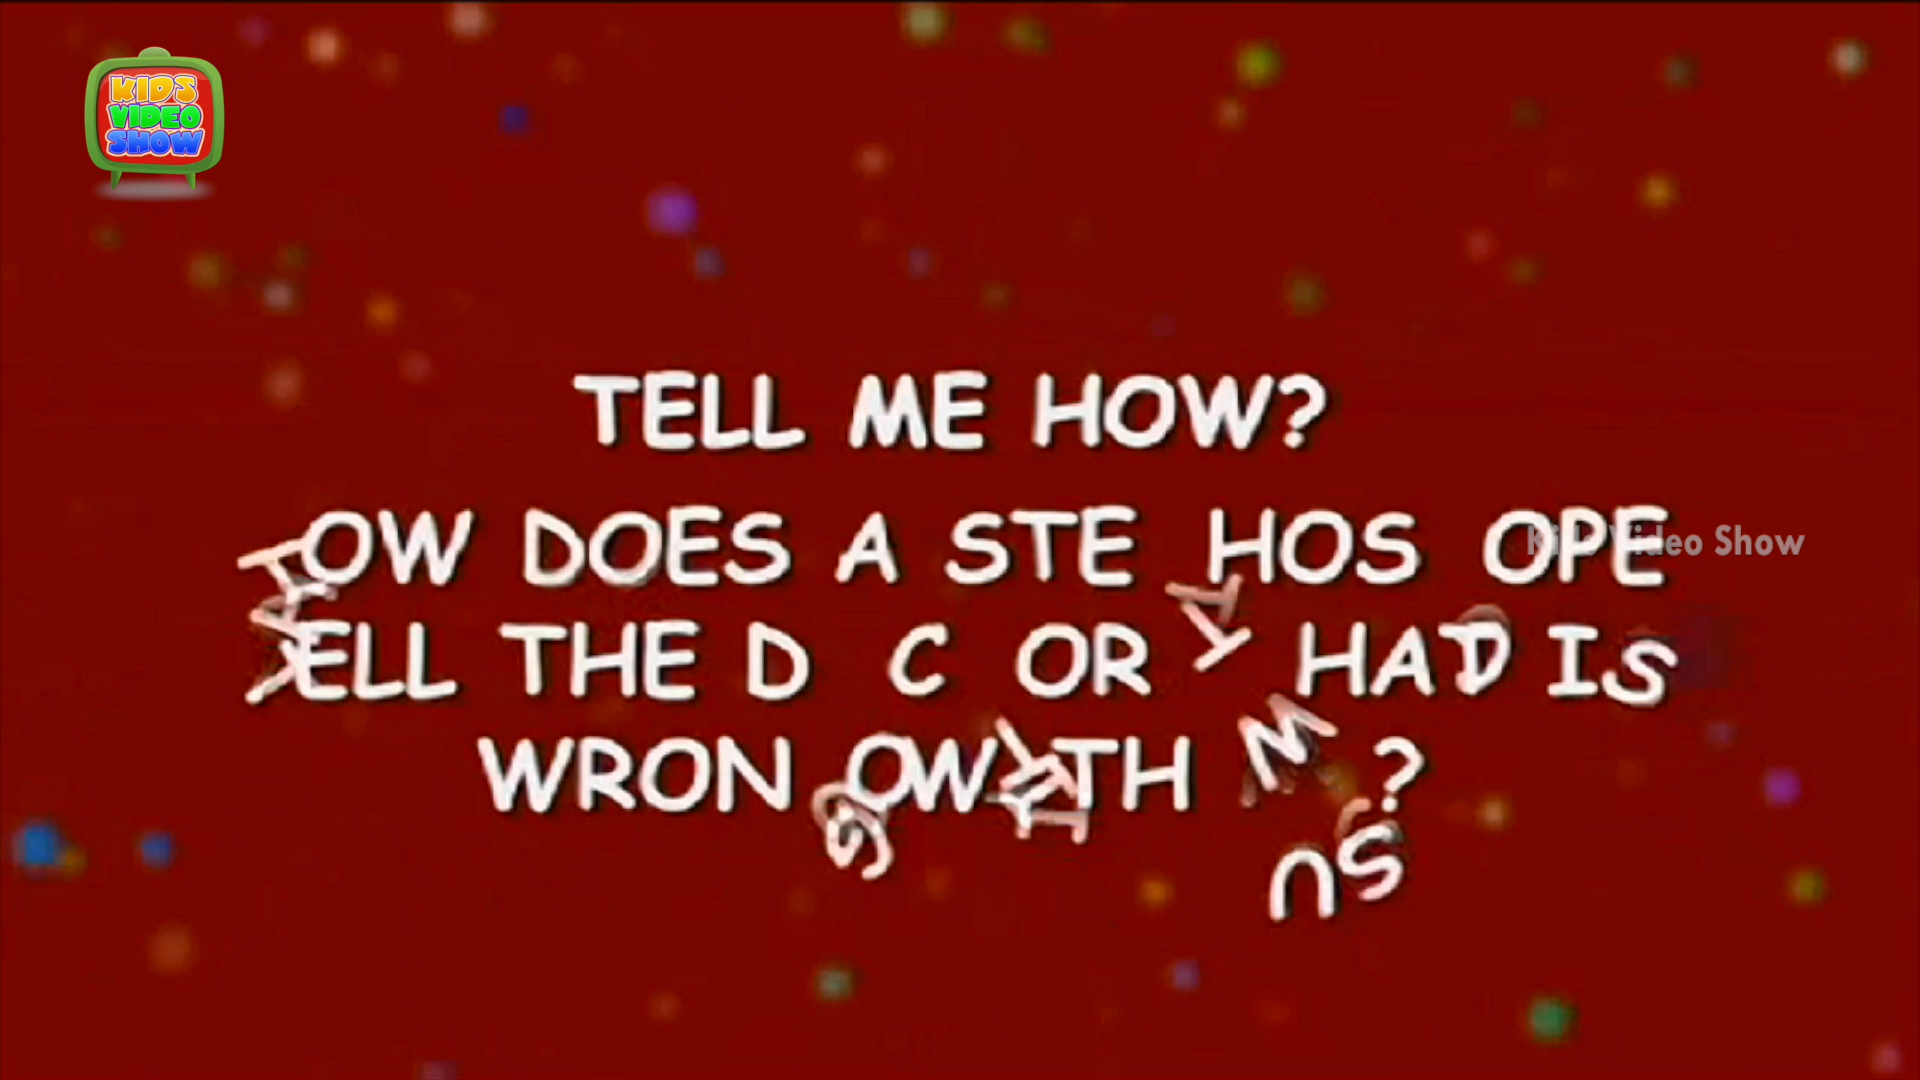 KIDS
VIDEO
SHOW
TELL ME HOW?
OW DOES A STE HOS OPE
Kids Video Show
ELL THE D C OR HAD IS
WRON OW TH ?